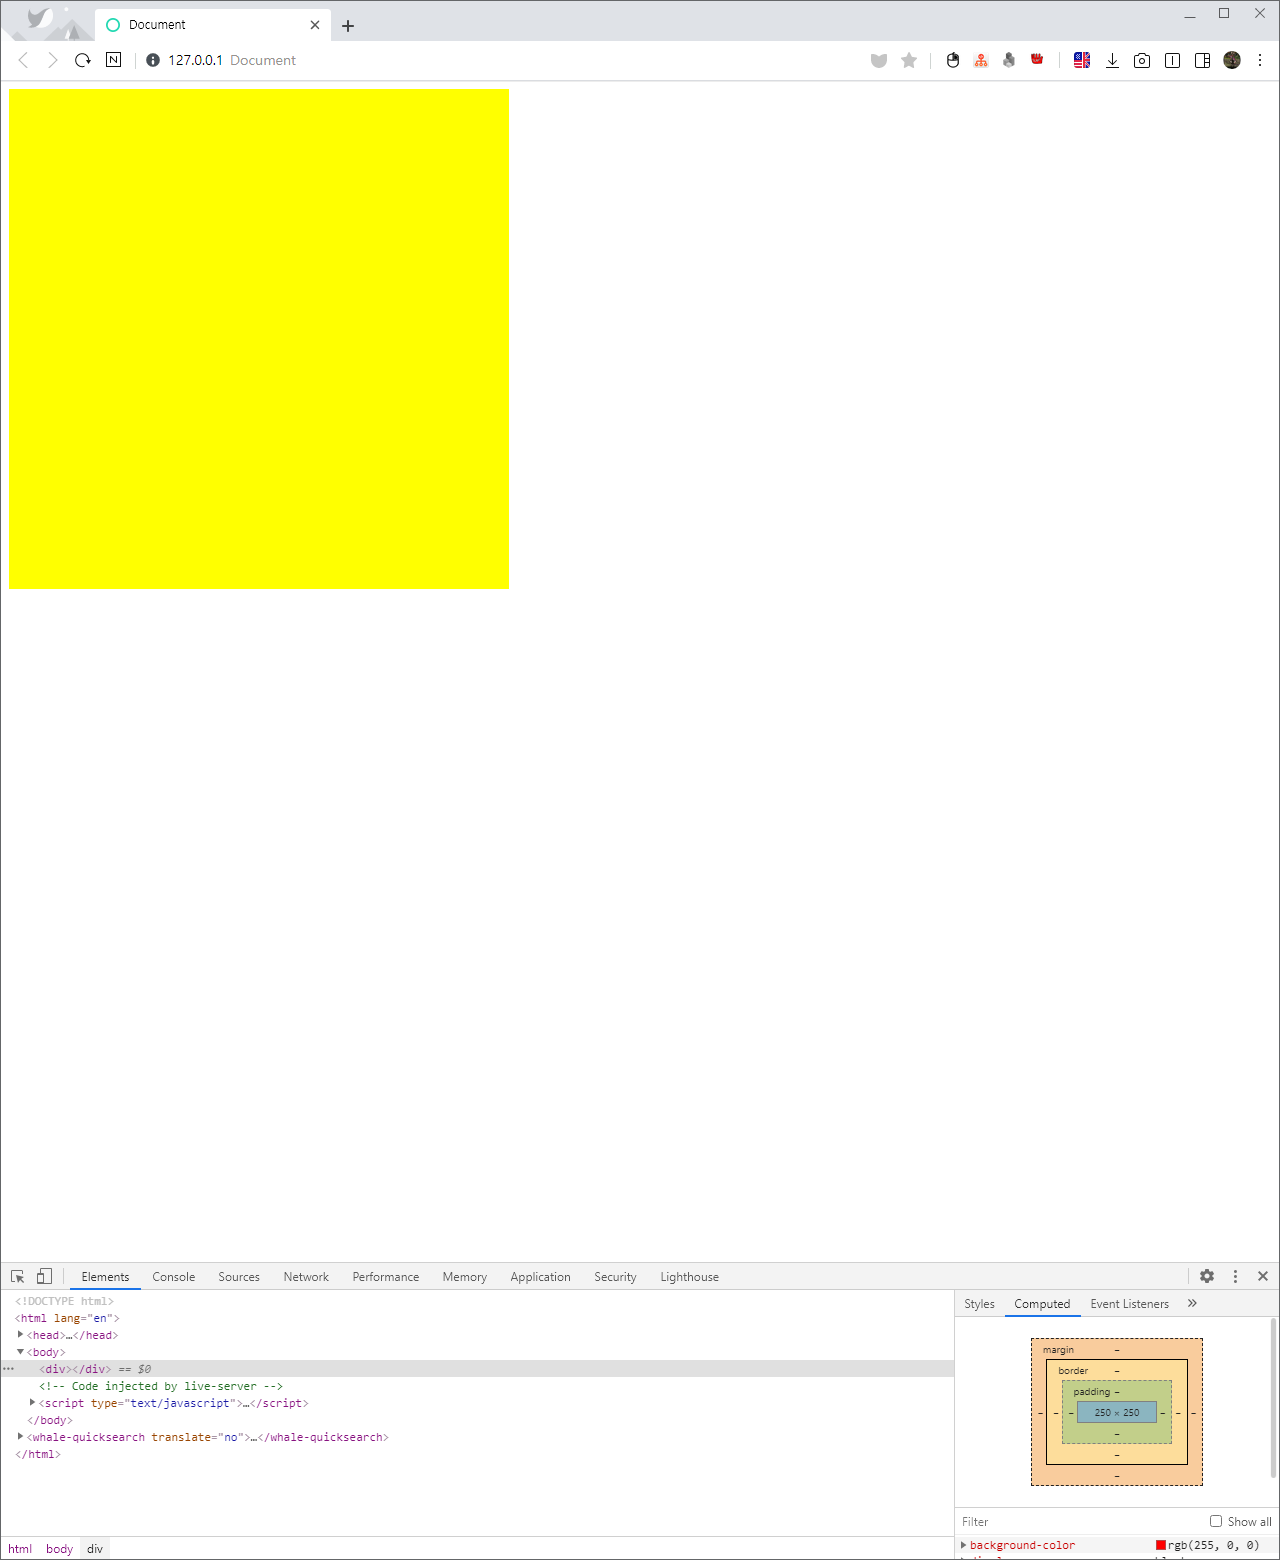 Document
N
127.0.0.1 Document
Elements Console Sources Network Performance Memory Application Security Lighthouse
<!DOCTYPE html>
<html lang="en">
<head>…</head>
<body>
<div></div> == $0
<!-- Code injected by live-server -->
<script type="text/javascript">…</script>
</body>
<whale-quicksearch translate="no">…</whale-quicksearch>
</html>
html body div
Styles Computed Event Listeners
margin –
border –
padding –
– – – 250 × 250 – – –
–
–
–
Filter Show all
background-color rgb(255, 0, 0)